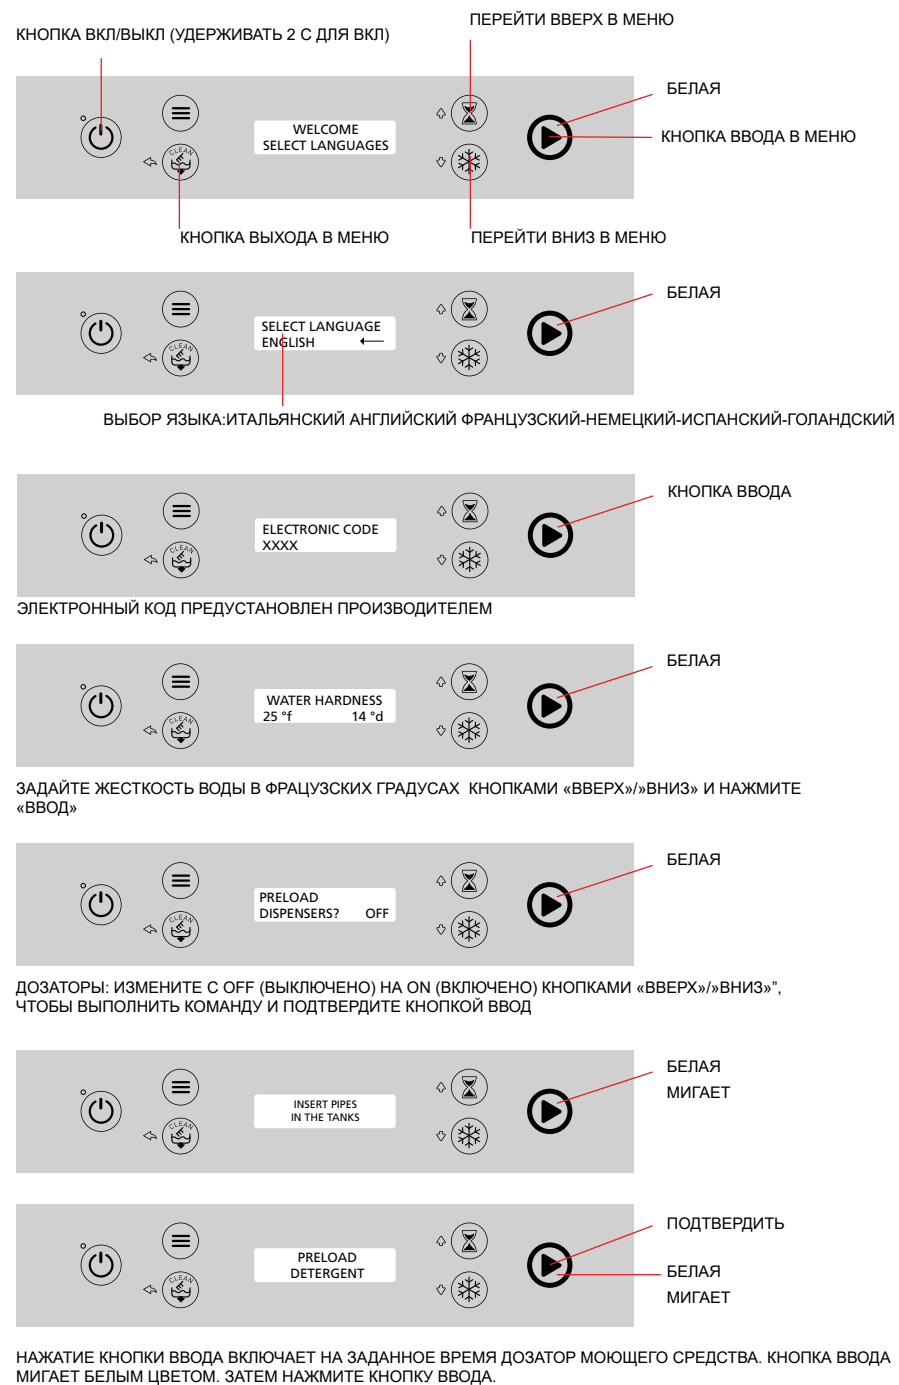 ПЕРЕЙТИ ВВЕРХ В МЕНЮ
КНОПКА ВКЛ/ВЫКЛ (УДЕРЖИВАТЬ 2 С ДЛЯ ВКЛ)
БЕЛАЯ
WELCOME
SELECT LANGUAGES
КНОПКА ВВОДА В МЕНЮ
CLEAN
КНОПКА ВЫХОДА В МЕНЮ
ПЕРЕЙТИ ВНИЗ В МЕНЮ
БЕЛАЯ
SELECT LANGUAGE
ENGLISH
CLEAN
ВЫБОР ЯЗЫКА:ИТАЛЬЯНСКИЙ АНГЛИЙСКИЙ ФРАНЦУЗСКИЙ-НЕМЕЦКИЙ-ИСПАНСКИЙ-ГОЛАНДСКИЙ
КНОПКА ВВОДА
ELECTRONIC CODE
XXXX
CLEAN
ЭЛЕКТРОННЫЙ КОД ПРЕДУСТАНОВЛЕН ПРОИЗВОДИТЕЛЕМ
БЕЛАЯ
WATER HARDNESS
25 °f 14 °d
CLEAN
ЗАДАЙТЕ ЖЕСТКОСТЬ ВОДЫ В ФРАЦУЗСКИХ ГРАДУСАХ КНОПКАМИ «ВВЕРХ»/»ВНИЗ» И НАЖМИТЕ
«ВВОД»
БЕЛАЯ
PRELOAD
DISPENSERS? OFF
CLEAN
ДОЗАТОРЫ: ИЗМЕНИТЕ С OFF (ВЫКЛЮЧЕНО) НА ON (ВКЛЮЧЕНО) КНОПКАМИ «ВВЕРХ»/»ВНИЗ»",
ЧТОБЫ ВЫПОЛНИТЬ КОМАНДУ И ПОДТВЕРДИТЕ КНОПКОЙ ВВОД
БЕЛАЯ
МИГАЕТ
INSERT PIPES
IN THE TANKS
CLEAN
ПОДТВЕРДИТЬ
PRELOAD
DETERGENT
CLEAN
БЕЛАЯ
МИГАЕТ
НАЖАТИЕ КНОПКИ ВВОДА ВКЛЮЧАЕТ НА ЗАДАННОЕ ВРЕМЯ ДОЗАТОР МОЮЩЕГО СРЕДСТВА. КНОПКА ВВОДА
МИГАЕТ БЕЛЫМ ЦВЕТОМ. ЗАТЕМ НАЖМИТЕ КНОПКУ ВВОДА.